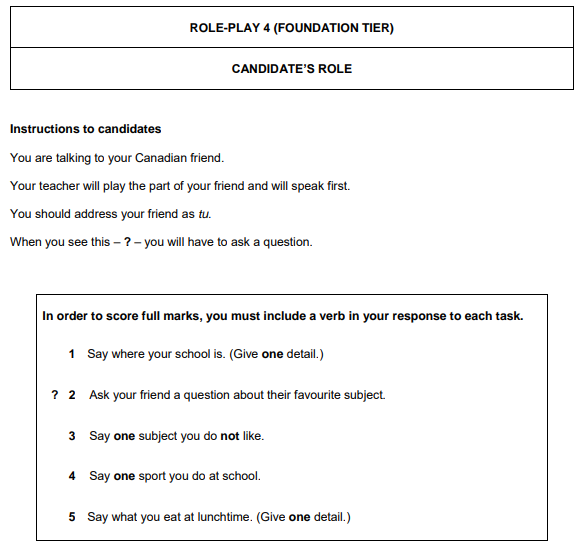 ROLE-PLAY 4 (FOUNDATION TIER)
CANDIDATE'S ROLE
Instructions to candidates
You are talking to your Canadian friend.
Your teacher will play the part of your friend and will speak first.
You should address your friend as tu.
When you see this – ? – you will have to ask a question.
In order to score full marks, you must include a verb in your response to each task.
1 Say where your school is. (Give one detail.)
? 2 Ask your friend a question about their favourite subject.
3 Say one subject you do not like.
4 Say one sport you do at school.
5 Say what you eat at lunchtime. (Give one detail.)